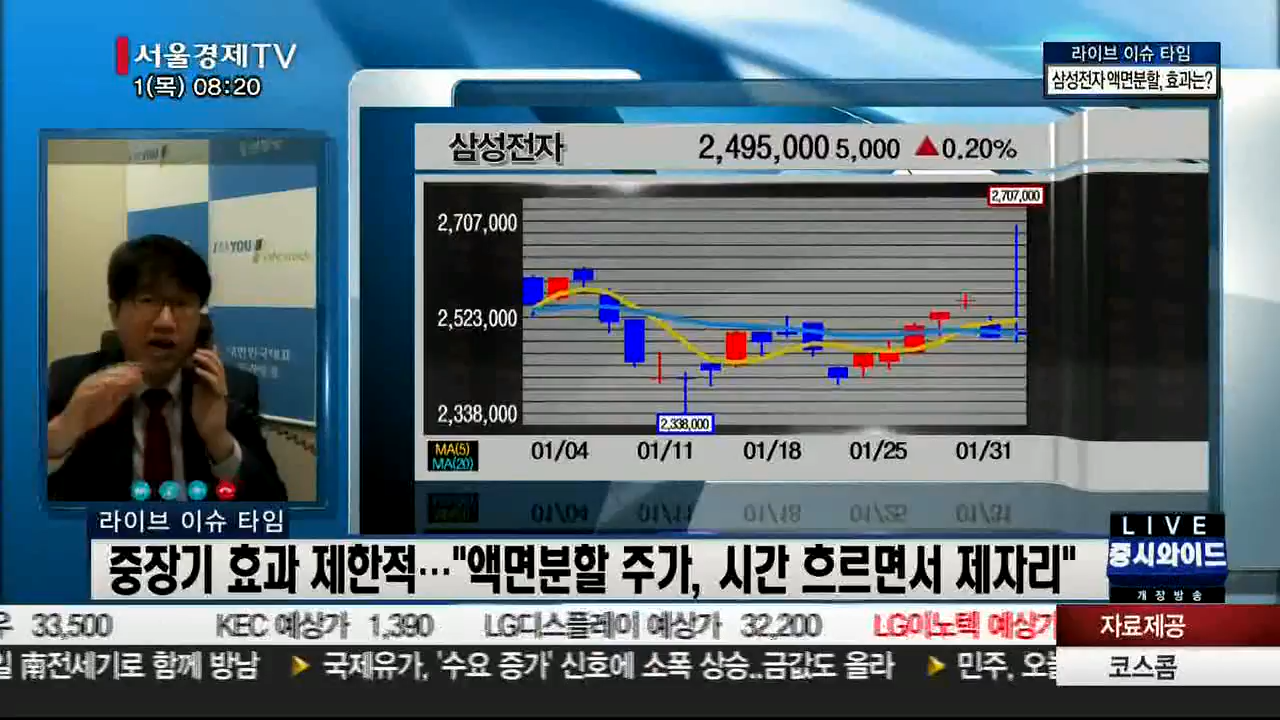 서울경제TV
1(목) 08:20
라이브 이슈 타임
삼성전자 액면분할, 효과는?
삼성전자 2,495,000 5,000 ▲0.20%
2,707,000
2,707,000
2,523,000
2,338,000
2,338,000
MA(5)
MA(20)
01/04 01/11 01/18 01/25 01/31
라이브 이슈 타임
중장기 효과 제한적…"액면분할 주가, 시간 흐르면서 제자리"
LIVE
증시와이드
개장방송
33,500 KEC 예상가 1,390 LG디스플레이 예상가 32,200 LG이노텍 예상가
자료제공
南전세기로 함께 방남 ▶ 국제유가, '수요 증가' 신호에 소폭 상승..금값도 올라 ▶ 민주,
코스콤